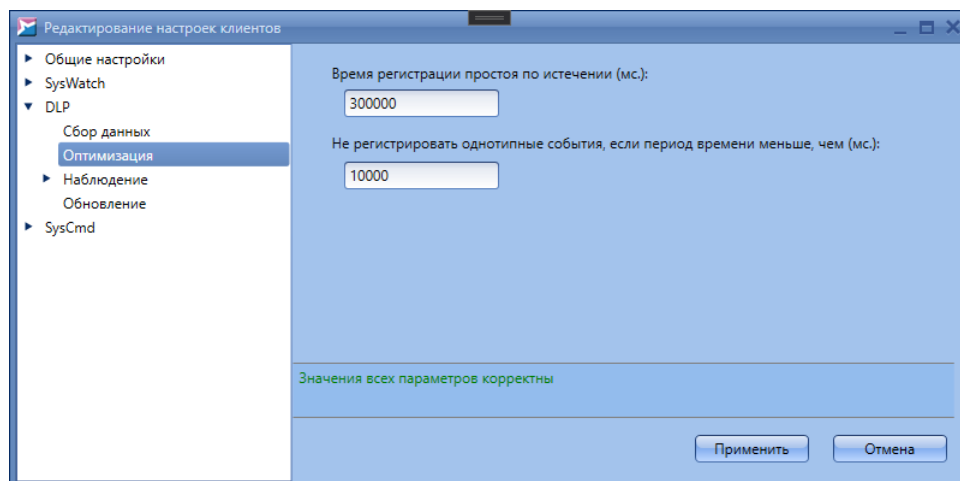 Редактирование настроек клиентов
Общие настройки
SysWatch
DLP
Сбор данных
Оптимизация
Наблюдение
Обновление
SysCmd
Время регистрации простоя по истечении (мс.):
300000
Не регистрировать однотипные события, если период времени меньше, чем (мс.):
10000
Значения всех параметров корректны
Применить
Отмена